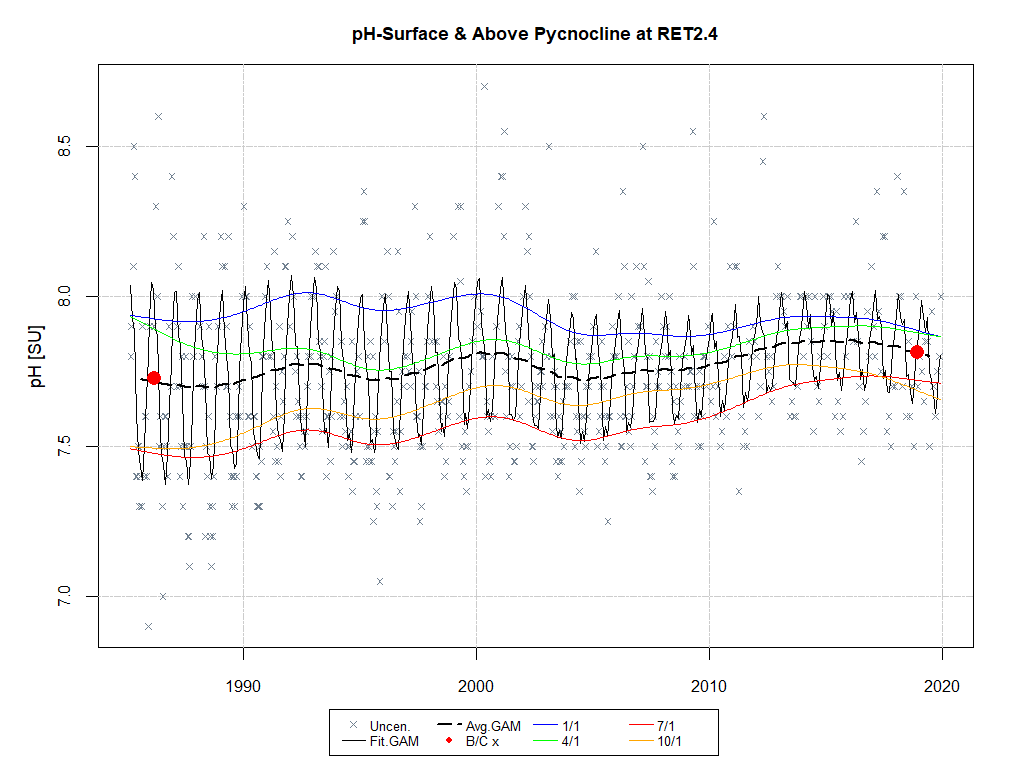 pH-Surface & Above Pycnocline at RET2.4
pH [SU]
8.5
8.0
7.5
7.0
1990 2000 2010 2020
Uncen. Avg.GAM 1/1 7/1
Fit.GAM B/C x 4/1 10/1